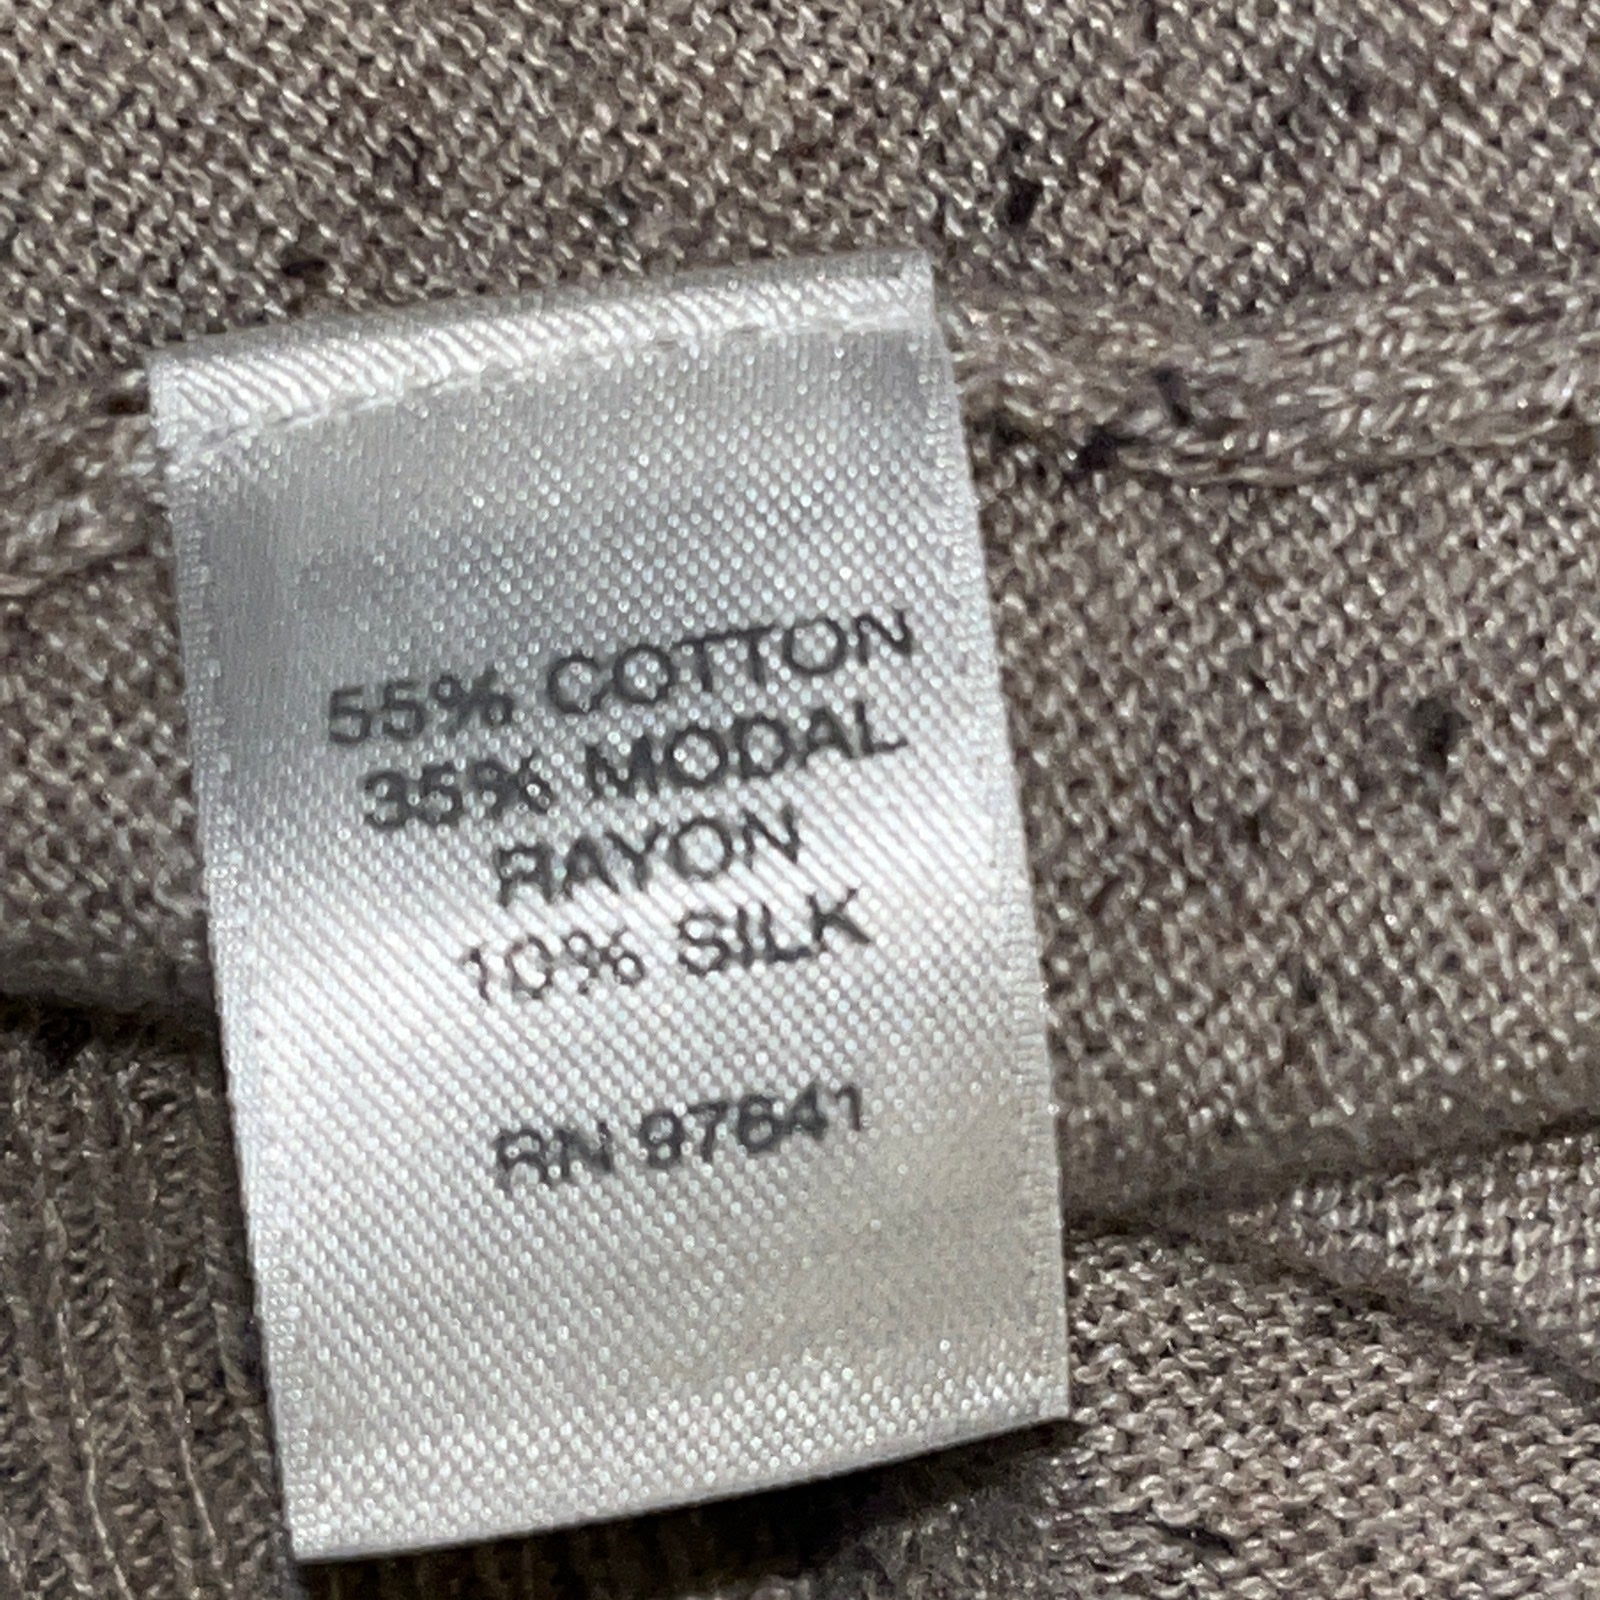 55% COTTON
35% MODAL
RAYON
10% SILK
RN 97641